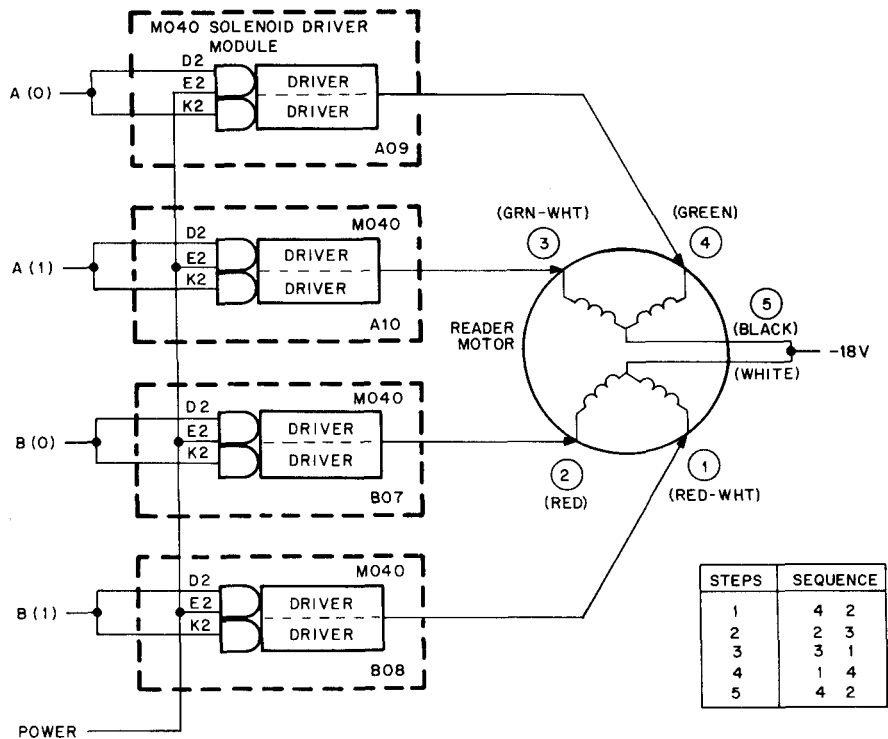 M040 SOLENOID DRIVER
MODULE
D2
E2
K2
A (0)
DRIVER
DRIVER
A09
M040
D2
E2
K2
A (1)
DRIVER
DRIVER
A10
M040
D2
E2
K2
B (0)
DRIVER
DRIVER
B07
M040
D2
E2
K2
B (1)
DRIVER
DRIVER
B08
POWER
(GRN-WHT)
3
(GREEN)
4
READER
MOTOR
5
(BLACK)
(WHITE)
-18V
2
(RED)
1
(RED-WHT)
STEPS SEQUENCE
1 4 2
2 2 3
3 3 1
4 1 4
5 4 2